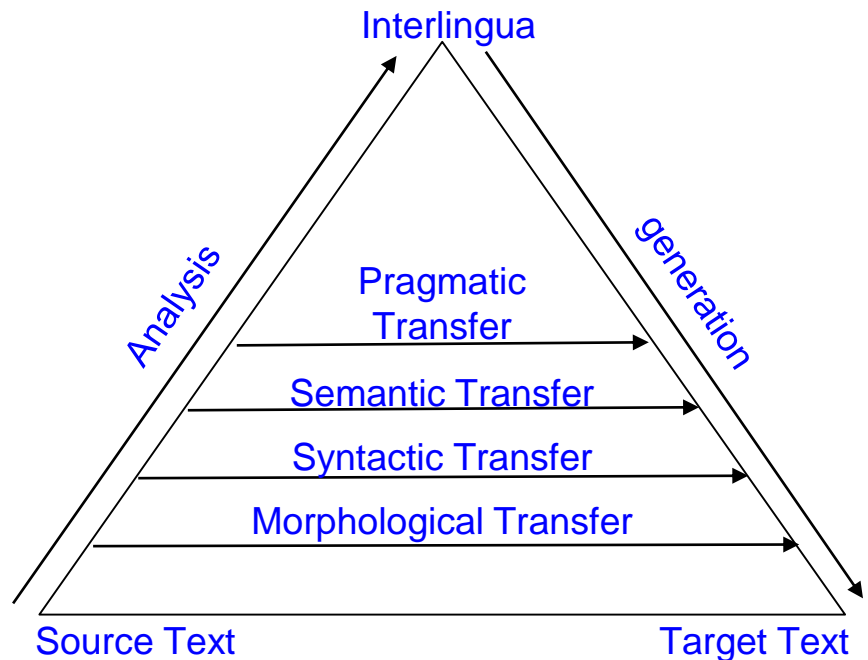 Interlingua
Analysis
generation
Pragmatic
Transfer
Semantic Transfer
Syntactic Transfer
Morphological Transfer
Source Text
Target Text